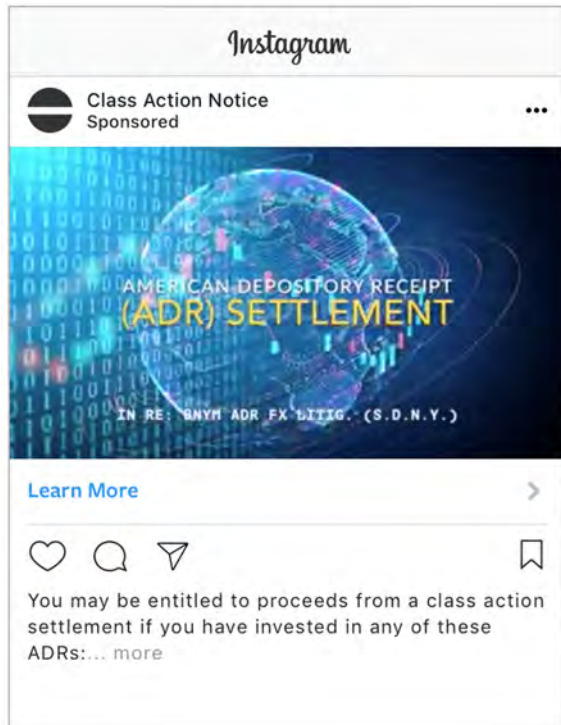 Instagram
Class Action Notice
Sponsored
AMERICAN DEPOSITORY RECEIPT
(ADR) SETTLEMENT
IN RE: BNYM ADR FX LITIG. (S.D.N.Y.)
Learn More
You may be entitled to proceeds from a class action
settlement if you have invested in any of these
ADRs:... more